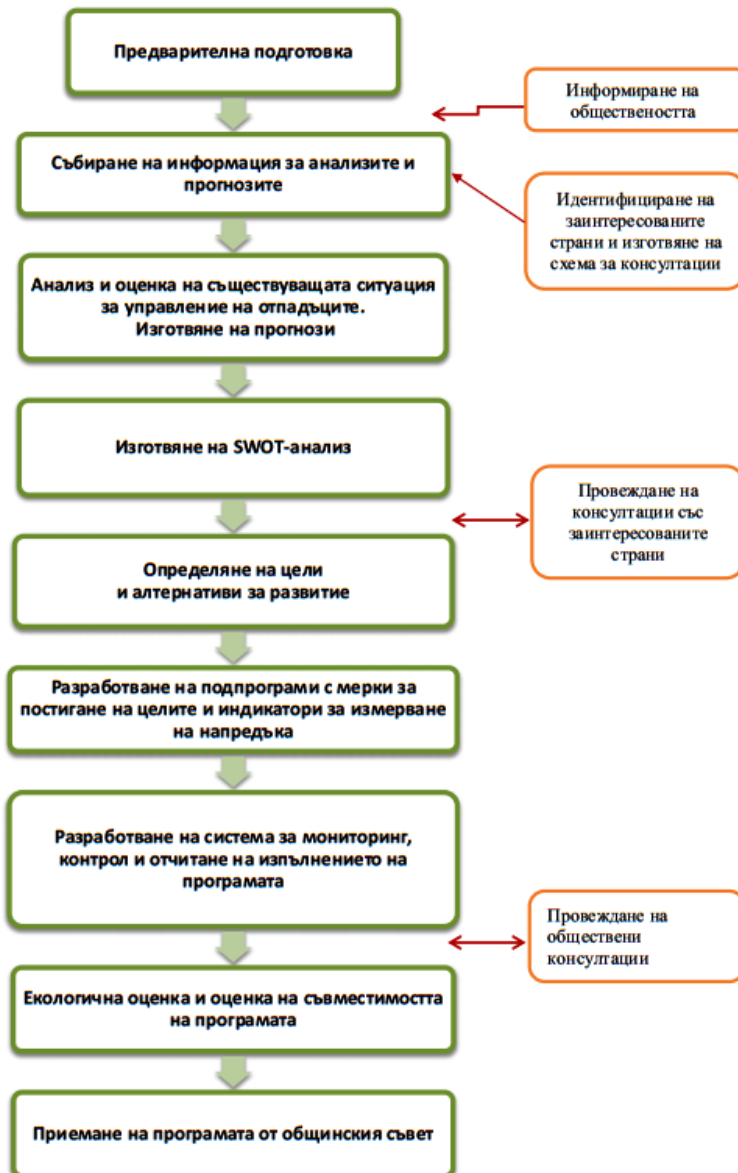 Предварителна подготовка
Информиране на
обществеността
Събиране на информация за анализите и
прогнозите
Идентифициране на
заинтересованите
страни и изготвяне на
схема за консултации
Анализ и оценка на съществуващата ситуация
за управление на отпадъците.
Изготвяне на прогнози
Изготвяне на SWOT-анализ
Провеждане на
консултации със
заинтересованите
страни
Определяне на цели
и алтернативи за развитие
Разработване на подпрограми с мерки за
постигане на целите и индикатори за измерване
на напредъка
Разработване на система за мониторинг,
контрол и отчитане на изпълнението на
програмата
Провеждане на
обществени
консултации
Екологична оценка и оценка на съвместимостта
на програмата
Приемане на програмата от общинския съвет